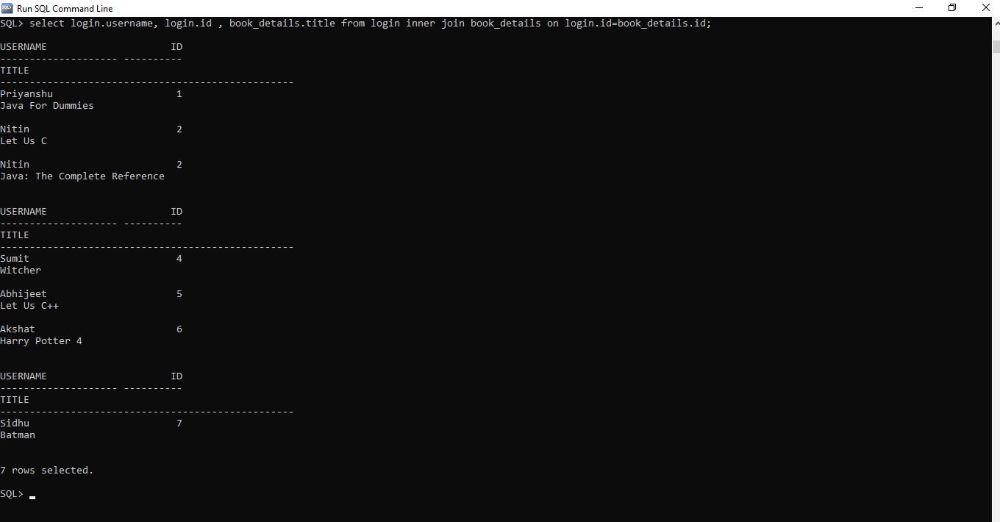 Run SQL Command Line
SQL> select login.username, login.id , book_details.title from login inner join book_details on login.id=book_details.id;
USERNAME                     ID
-------------------- ----------
TITLE
--------------------------------------------------
Priyanshu                     1
Java For Dummies
Nitin                         2
Let Us C
Nitin                         2
Java: The Complete Reference
USERNAME                     ID
-------------------- ----------
TITLE
--------------------------------------------------
Sumit                         4
Witcher
Abhijeet                      5
Let Us C++
Akshat                        6
Harry Potter 4
USERNAME                     ID
-------------------- ----------
TITLE
--------------------------------------------------
Sidhu                         7
Batman
7 rows selected.
SQL>